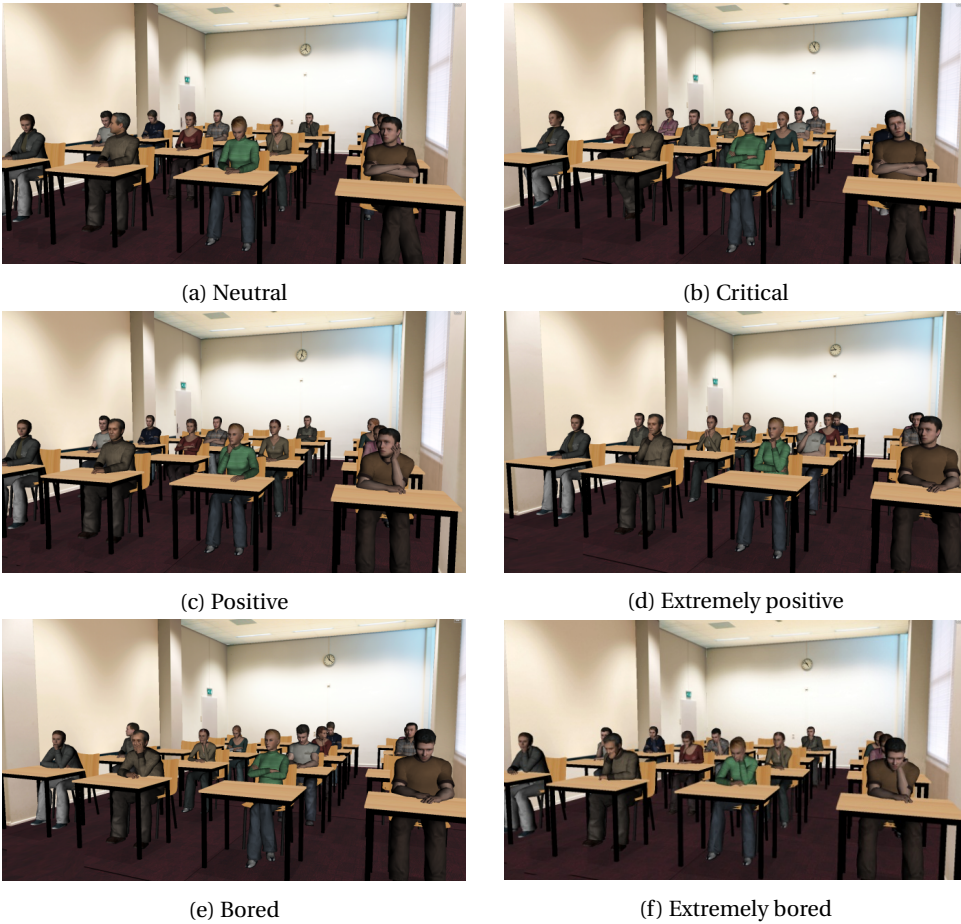 (a) Neutral
(b) Critical
(c) Positive
(d) Extremely positive
(e) Bored
(f) Extremely bored